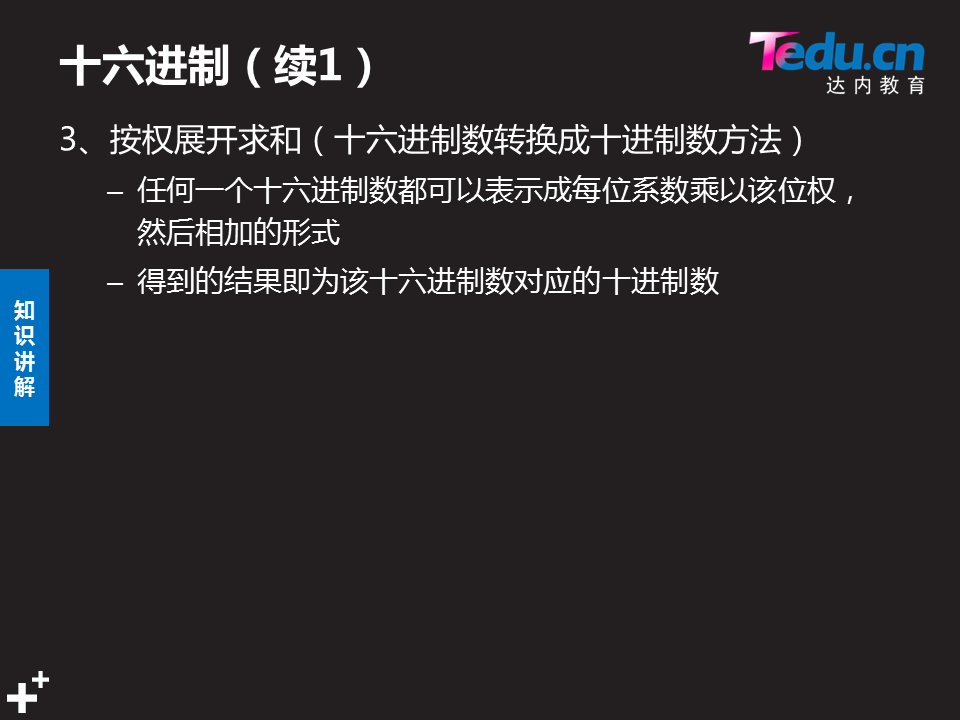 十六进制（续1）
Tedu.cn
达内教育
3、按权展开求和（十六进制数转换成十进制数方法）
– 任何一个十六进制数都可以表示成每位系数乘以该位权，
然后相加的形式
– 得到的结果即为该十六进制数对应的十进制数
知
识
讲
解